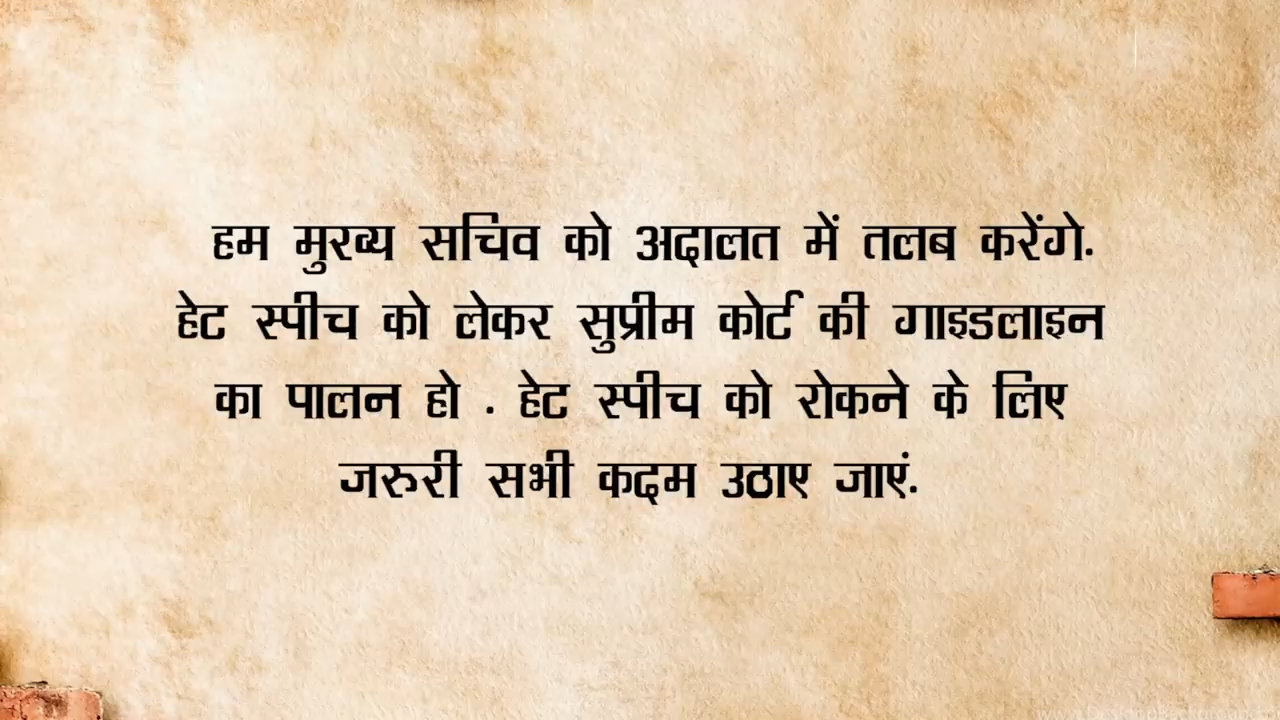 हम मुख्य सचिव को अदालत में तलब करेंगे.
हेट स्पीच को लेकर सुप्रीम कोर्ट की गाइडलाइन
का पालन हो . हेट स्पीच को रोकने के लिए
जरुरी सभी कदम उठाए जाएं.